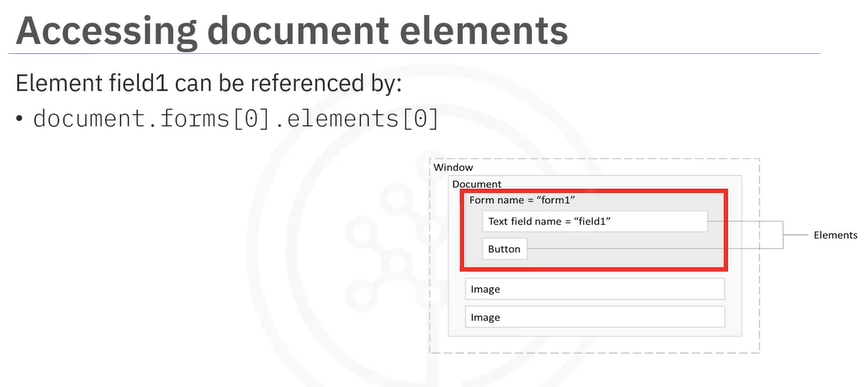 Accessing document elements
Element field1 can be referenced by:
• document.forms[0].elements[0]
Window
Document
Form name = “form1”
Text field name = “field1”
Elements
Button
Image
Image